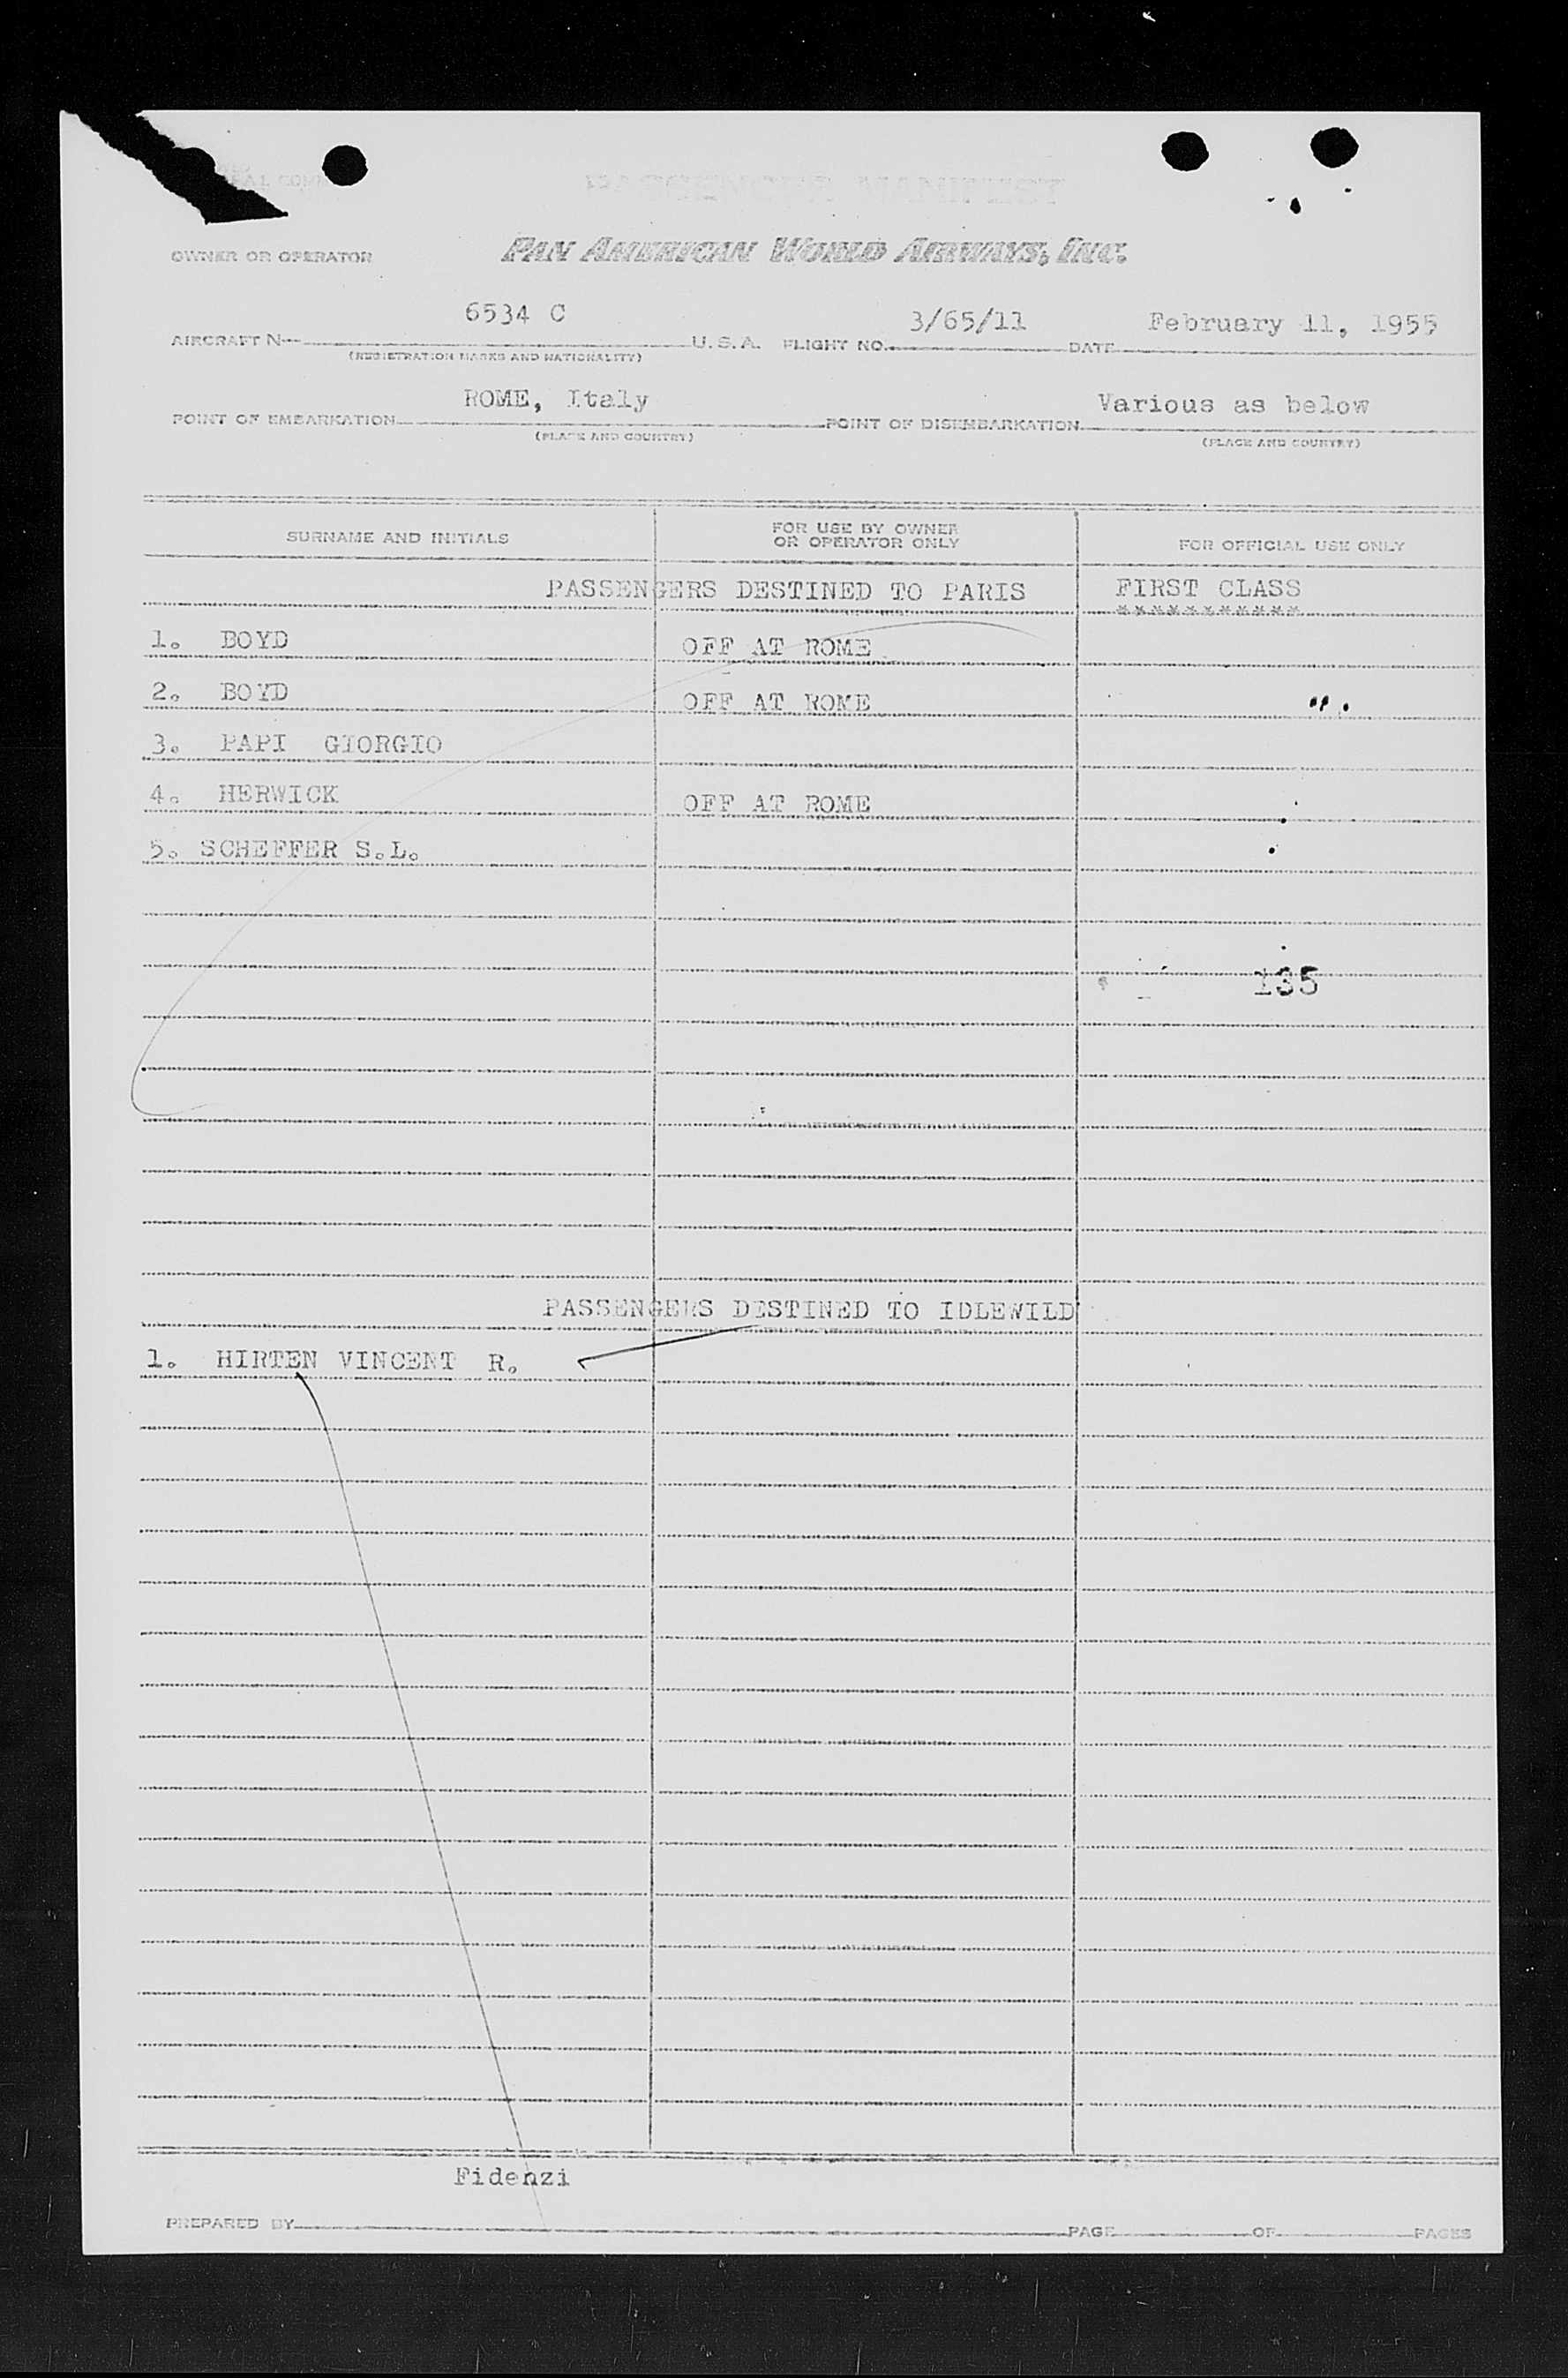 PASSENGER MANIFEST
OWNER OR OPERATOR PAN AMERICAN WORLD AIRWAYS, INC.
AIRCRAFT N— 6534 C U.S.A. FLIGHT NO. 3/65/11 DATE February 11, 1955
(REGISTRATION MARKS AND NATIONALITY)
POINT OF EMBARKATION ROME, Italy POINT OF DISEMBARKATION Various as below
(PLACE AND COUNTRY) (PLACE AND COUNTRY)
SURNAME AND INITIALS FOR USE BY OWNER OR OPERATOR ONLY FOR OFFICIAL USE ONLY
PASSENGERS DESTINED TO PARIS FIRST CLASS
1. BOYD OFF AT ROME
2. BOYD OFF AT ROME
3. PAPI GIORGIO
4. HERWICK OFF AT ROME
5. SCHEFFER S.L.
135
PASSENGERS DESTINED TO IDLEWILD
1. HIRTEN VINCENT R.
Fidenzi
PREPARED BY PAGE OF PAGES